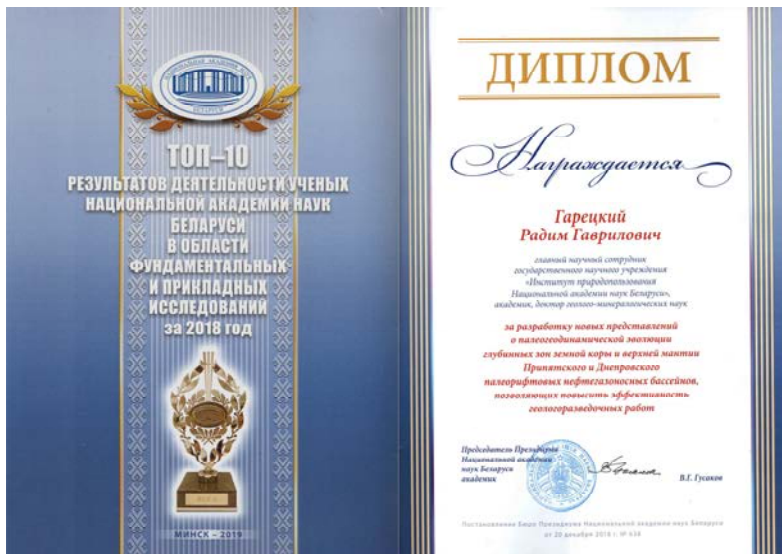 НАЦИОНАЛЬНАЯ АКАДЕМИЯ НАУК
БЕЛАРУСИ
ТОП–10
РЕЗУЛЬТАТОВ ДЕЯТЕЛЬНОСТИ УЧЕНЫХ
НАЦИОНАЛЬНОЙ АКАДЕМИИ НАУК
БЕЛАРУСИ
В ОБЛАСТИ
ФУНДАМЕНТАЛЬНЫХ
И ПРИКЛАДНЫХ
ИССЛЕДОВАНИЙ
за 2018 год
МИНСК – 2019
ДИПЛОМ
Награждается
Гарецкий
Радим Гаврилович
главный научный сотрудник
государственного научного учреждения
«Институт природопользования
Национальной академии наук Беларуси»,
академик, доктор геолого-минералогических наук
за разработку новых представлений
о палеогеодинамической эволюции
глубинных зон земной коры и верхней мантии
Припятского и Днепровского
палеорифтовых нефтегазоносных бассейнов,
позволяющих повысить эффективность
геологоразведочных работ
Председатель Президиума
Национальной академии
наук Беларуси
академик
В.Г. Гусаков
Постановление Бюро Президиума Национальной академии наук Беларуси
от 20 декабря 2018 г. №